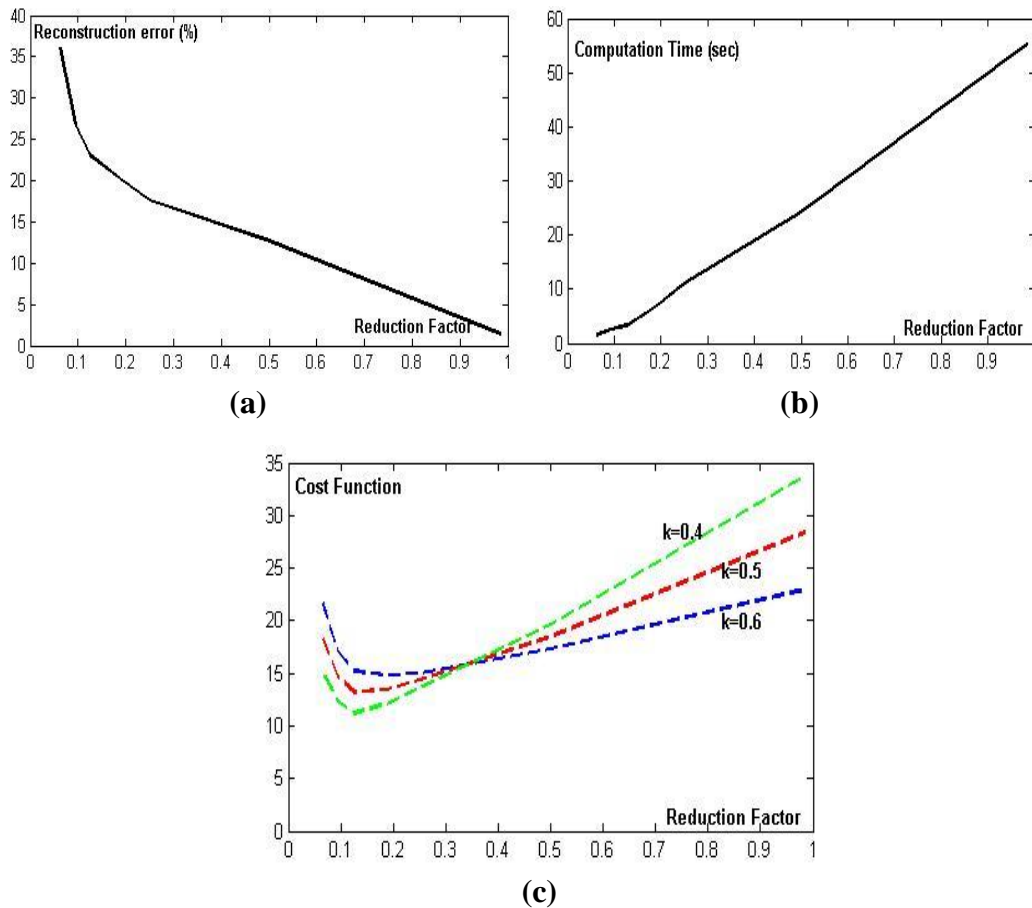 Reconstruction error (%)
40
35
30
25
20
15
10
5
0
Reduction Factor
0 0.1 0.2 0.3 0.4 0.5 0.6 0.7 0.8 0.9 1
(a)
Computation Time (sec)
60
50
40
30
20
10
0
Reduction Factor
0 0.1 0.2 0.3 0.4 0.5 0.6 0.7 0.8 0.9
(b)
Cost Function
35
30
25
20
15
10
5
0
k=0.4
k=0.5
k=0.6
Reduction Factor
0 0.1 0.2 0.3 0.4 0.5 0.6 0.7 0.8 0.9 1
(c)